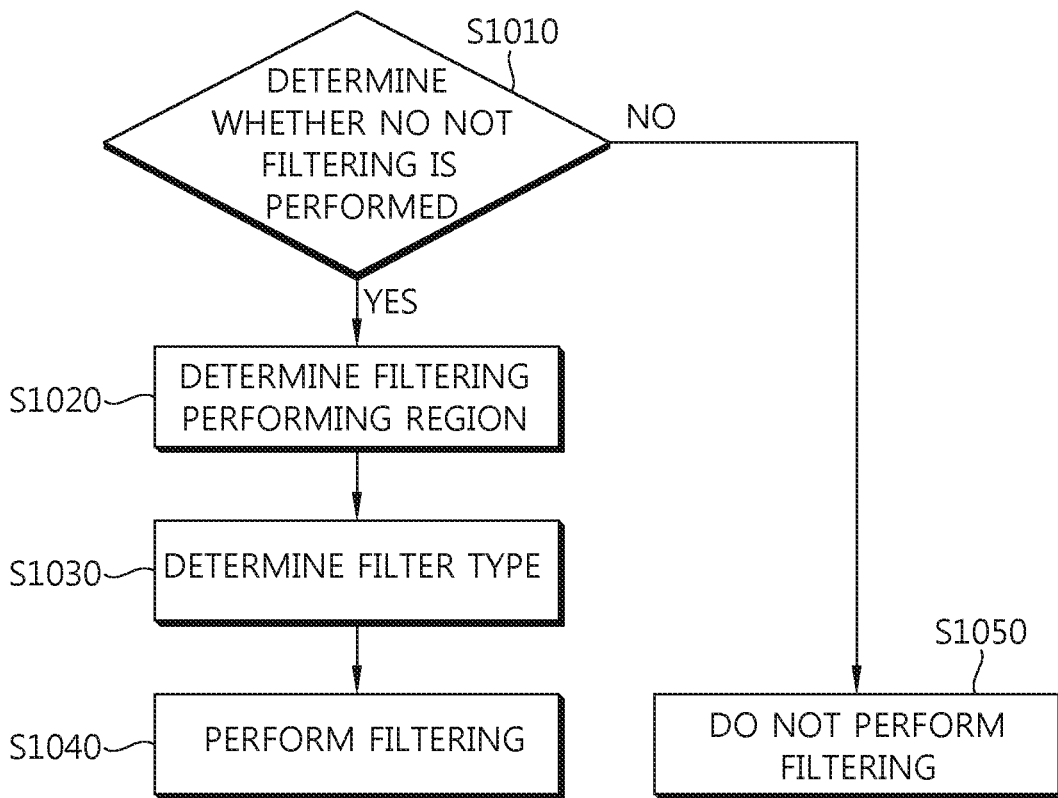 S1010
DETERMINE
WHETHER NO NOT
FILTERING IS
PERFORMED
NO
YES
S1020
DETERMINE FILTERING
PERFORMING REGION
S1030
DETERMINE FILTER TYPE
S1040
PERFORM FILTERING
S1050
DO NOT PERFORM
FILTERING